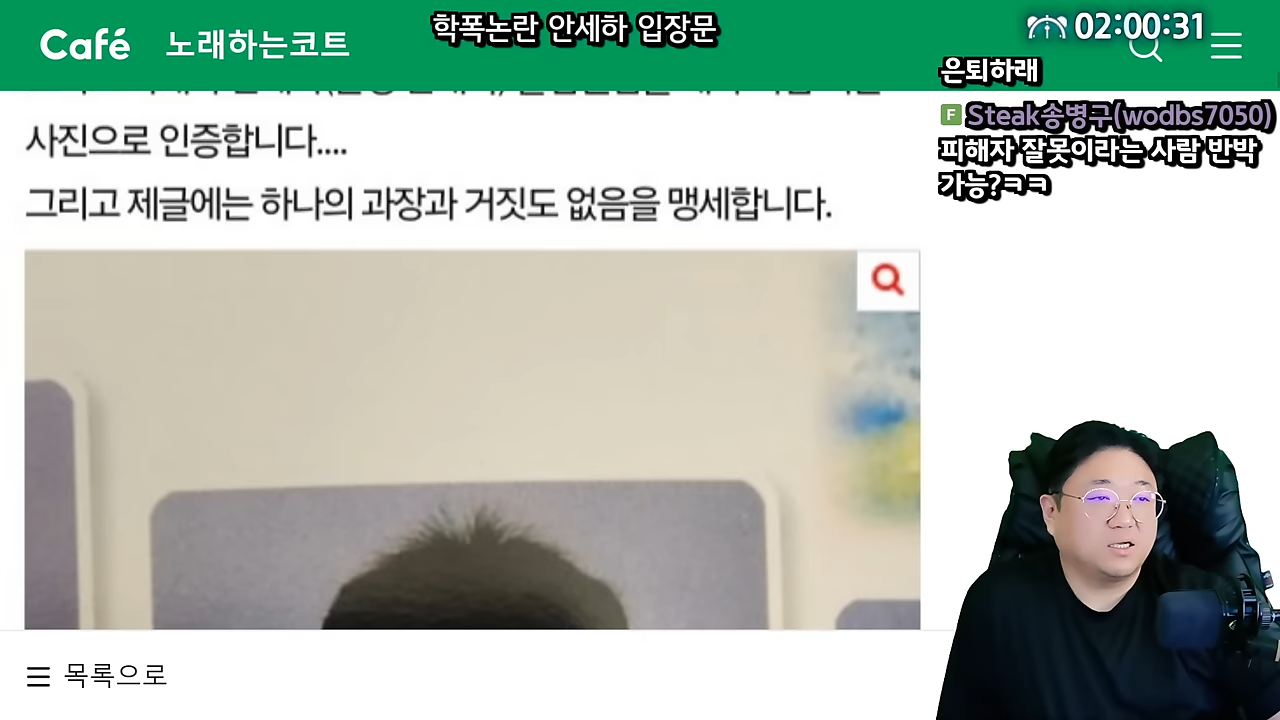 Café 노래하는코트
학폭논란 안세하 입장문
02:00:31
은퇴하래
F Steak송병구(wodbs7050)
피해자 잘못이라는 사람 반박
가능?ㅋㅋ
사진으로 인증합니다....
그리고 제글에는 하나의 과장과 거짓도 없음을 맹세합니다.
목록으로